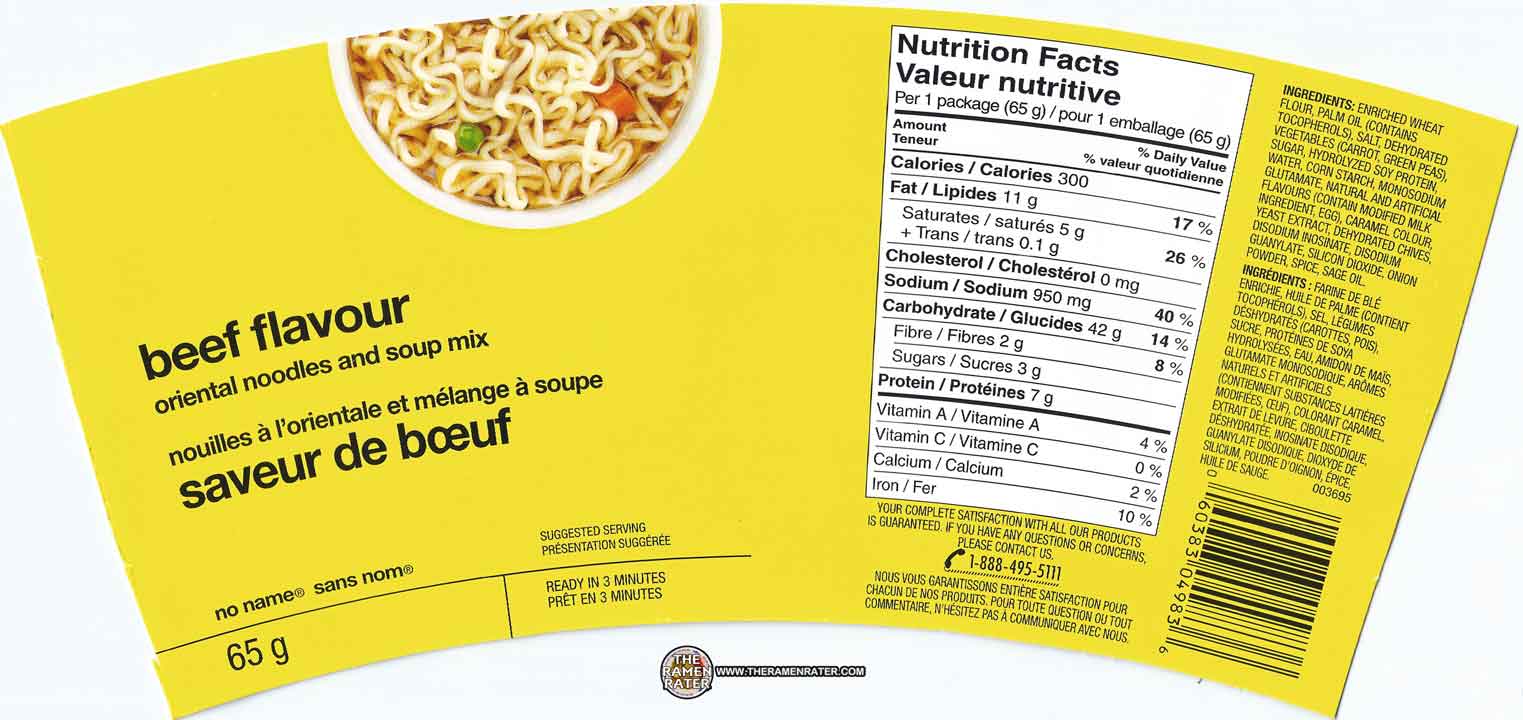 beef flavour
oriental noodles and soup mix
nouilles à l'orientale et mélange à soupe
saveur de bœuf
SUGGESTED SERVING
PRÉSENTATION SUGGÉRÉE
no name® sans nom®
65 g
READY IN 3 MINUTES
PRÊT EN 3 MINUTES
Nutrition Facts
Valeur nutritive
Per 1 package (65 g) / pour 1 emballage (65 g)
Amount % Daily Value
Teneur % valeur quotidienne
Calories / Calories 300
Fat / Lipides 11 g 17 %
Saturates / saturés 5 g
+ Trans / trans 0.1 g 26 %
Cholesterol / Cholestérol 0 mg
Sodium / Sodium 950 mg 40 %
Carbohydrate / Glucides 42 g 14 %
Fibre / Fibres 2 g 8 %
Sugars / Sucres 3 g
Protein / Protéines 7 g
Vitamin A / Vitamine A 4 %
Vitamin C / Vitamine C 0 %
Calcium / Calcium 2 %
Iron / Fer 10 %
YOUR COMPLETE SATISFACTION WITH ALL OUR PRODUCTS
IS GUARANTEED. IF YOU HAVE ANY QUESTIONS OR CONCERNS,
PLEASE CONTACT US.
1-888-495-5111
NOUS VOUS GARANTISSONS ENTIÈRE SATISFACTION POUR
CHACUN DE NOS PRODUITS. POUR TOUTE QUESTION OU TOUT
COMMENTAIRE, N'HÉSITEZ PAS À COMMUNIQUER AVEC NOUS.
INGREDIENTS: ENRICHED WHEAT
FLOUR, PALM OIL (CONTAINS
TOCOPHEROLS), SALT, DEHYDRATED
VEGETABLES (CARROT, GREEN PEAS),
SUGAR, HYDROLYZED SOY PROTEIN,
WATER, CORN STARCH, MONOSODIUM
GLUTAMATE, NATURAL AND ARTIFICIAL
FLAVOURS (CONTAIN MODIFIED MILK
INGREDIENT, EGG), CARAMEL COLOUR,
YEAST EXTRACT, DEHYDRATED CHIVES,
DISODIUM INOSINATE, DISODIUM
GUANYLATE, SILICON DIOXIDE, ONION
POWDER, SPICE, SAGE OIL.
INGRÉDIENTS : FARINE DE BLÉ
ENRICHIE, HUILE DE PALME (CONTIENT
TOCOPHÉROLS), SEL, LÉGUMES
DÉSHYDRATÉS (CAROTTES, POIS),
SUCRE, PROTÉINES DE SOYA
HYDROLYSÉES, EAU, AMIDON DE MAÏS,
GLUTAMATE MONOSODIQUE, ARÔMES
NATURELS ET ARTIFICIELS
(CONTIENNENT SUBSTANCES LAITIÈRES
MODIFIÉES, ŒUF), COLORANT CARAMEL,
EXTRAIT DE LEVURE, CIBOULETTE
DÉSHYDRATÉE, INOSINATE DISODIQUE,
GUANYLATE DISODIQUE, DIOXYDE DE
SILICIUM, POUDRE D'OIGNON, ÉPICE,
HUILE DE SAUGE.
003695
0 60383 04983 6
THE
RAMEN
RATER
WWW.THERAMENRATER.COM